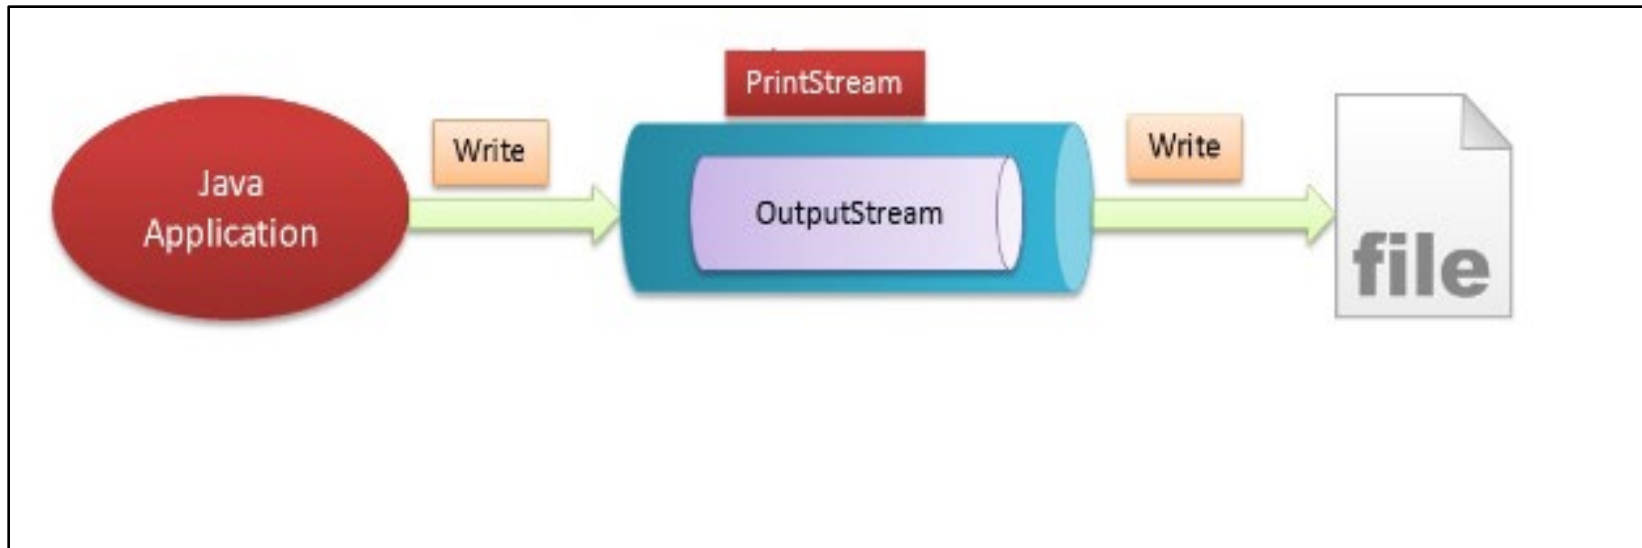 PrintStream
Java
Application
Write
OutputStream
Write
file